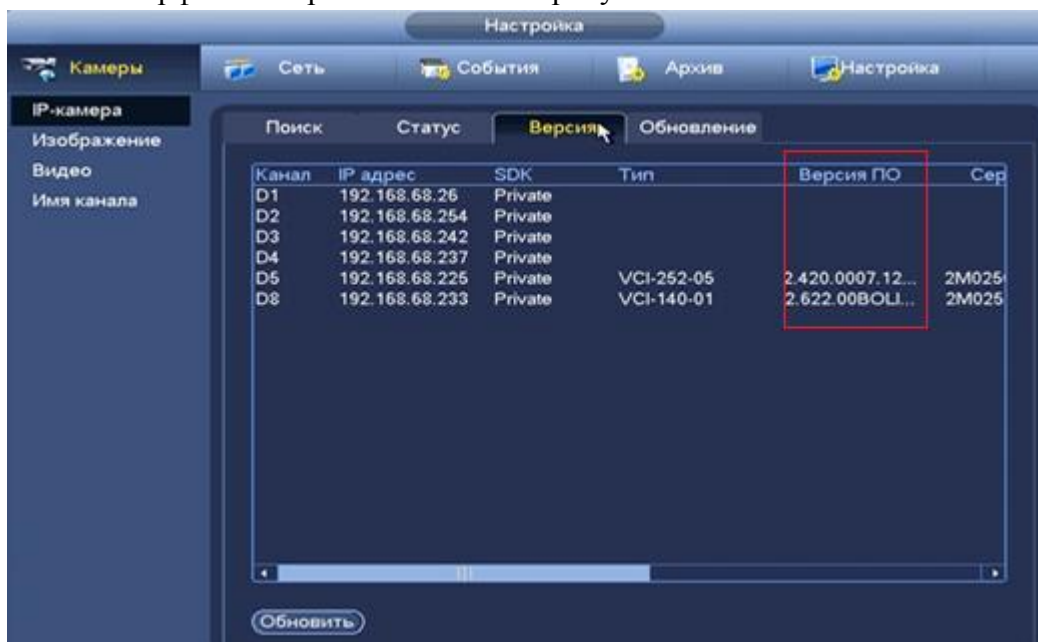 Настройка
Камеры Сеть События Архив Настройка
IP-камера
Изображение
Видео
Имя канала
Поиск Статус Версия Обновление
Канал IP адрес SDK Тип Версия ПО Сер
D1 192.168.68.26 Private
D2 192.168.68.254 Private
D3 192.168.68.242 Private
D4 192.168.68.237 Private
D5 192.168.68.225 Private VCI-252-05 2.420.0007.12... 2M025
D8 192.168.68.233 Private VCI-140-01 2.622.00BOLI... 2M025
Обновить